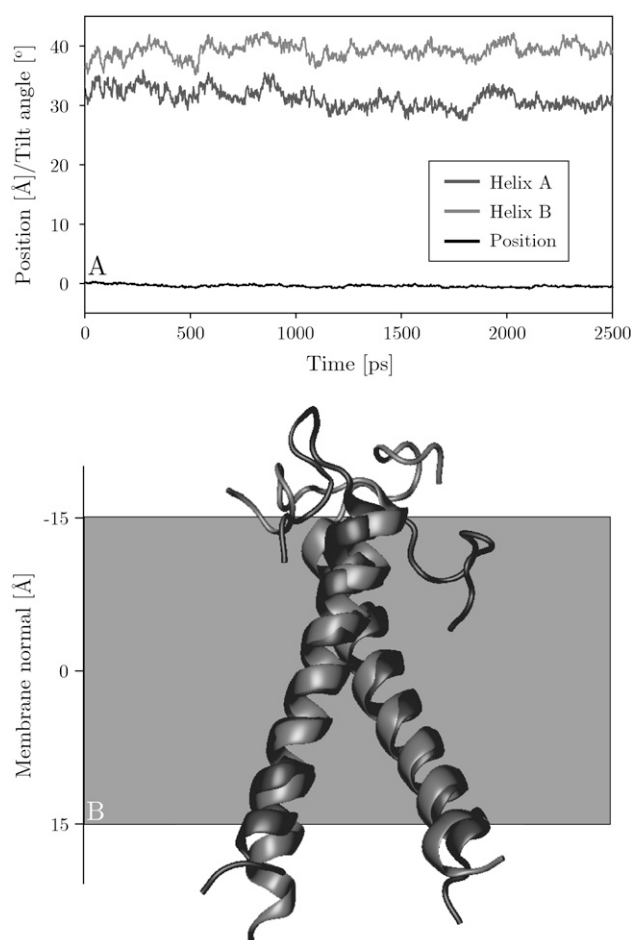 Position [Å]/Tilt angle [°]
40
30
20
10
0
A
Helix A
Helix B
Position
0
500
1000
1500
2000
2500
Time [ps]
Membrane normal [Å]
-15
0
15
B